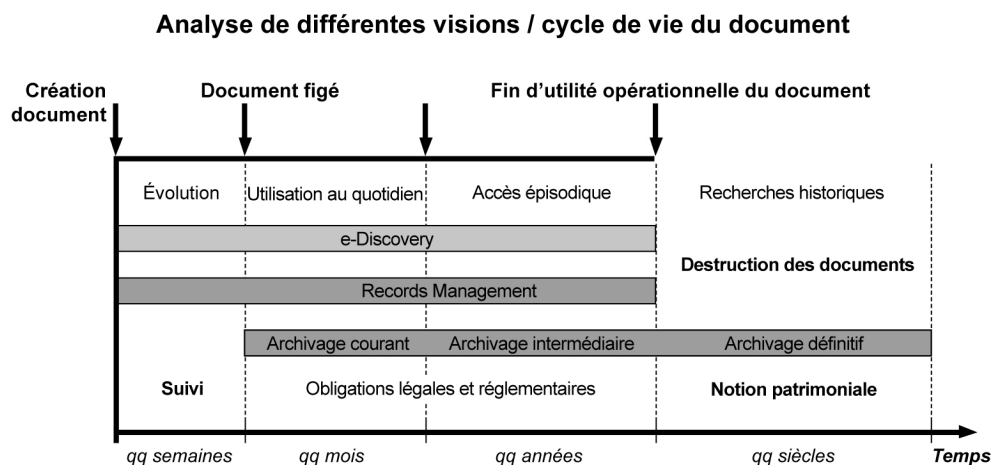 Analyse de différentes visions / cycle de vie du document
Création
document
Document figé
Fin d'utilité opérationnelle du document
Évolution
Utilisation au quotidien
Accès épisodique
Recherches historiques
e-Discovery
Destruction des documents
Records Management
Archivage courant
Archivage intermédiaire
Archivage définitif
Suivi
Obligations légales et réglementaires
Notion patrimoniale
qq semaines
qq mois
qq années
qq siècles
Temps